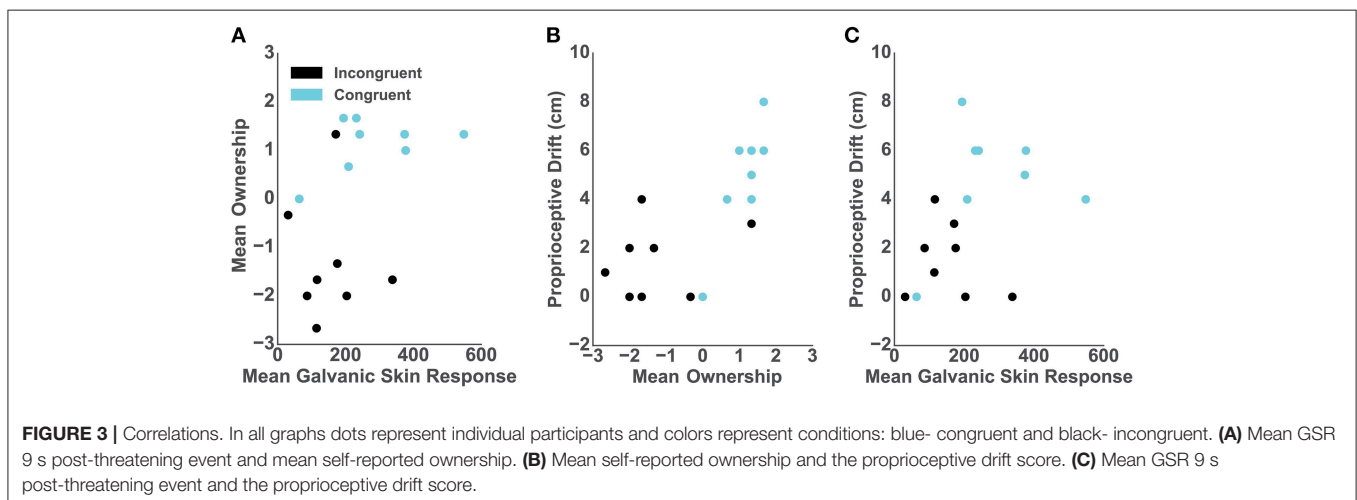 A
B
C
3
2
1
0
−1
−2
−3
Mean Ownership
Incongruent
Congruent
0
200
400
600
Mean Galvanic Skin Response
10
8
6
4
2
0
−2
Proprioceptive Drift (cm)
−3
−2
−1
0
1
2
3
Mean Ownership
10
8
6
4
2
0
−2
Proprioceptive Drift (cm)
0
200
400
600
Mean Galvanic Skin Response
FIGURE 3 | Correlations. In all graphs dots represent individual participants and colors represent conditions: blue- congruent and black- incongruent. (A) Mean GSR
9 s post-threatening event and mean self-reported ownership. (B) Mean self-reported ownership and the proprioceptive drift score. (C) Mean GSR 9 s
post-threatening event and the proprioceptive drift score.